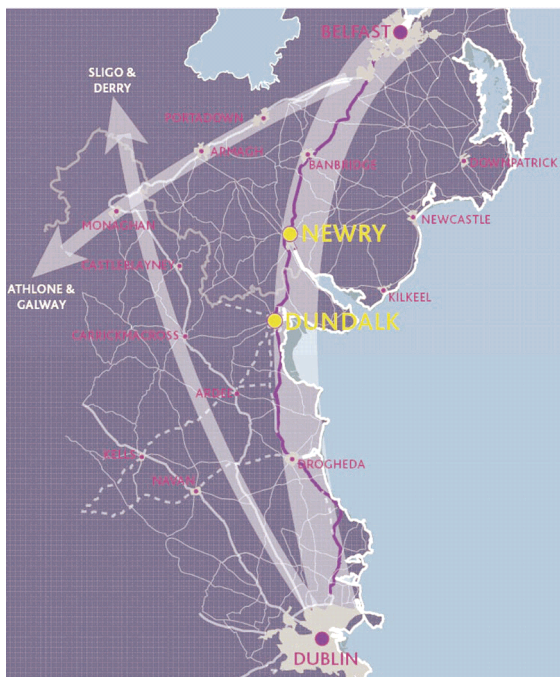 BELFAST
SLIGO &
DERRY
PORTADOWN
ARMAGH
BANBRIDGE
DOWNPATRICK
MONAGHAN
NEWCASTLE
NEWRY
CASTLEBLAYNEY
ATHLONE &
GALWAY
KILKEEL
DUNDALK
CARRICKMACROSS
ARDEE
KELLS
DROGHEDA
NAVAN
DUBLIN